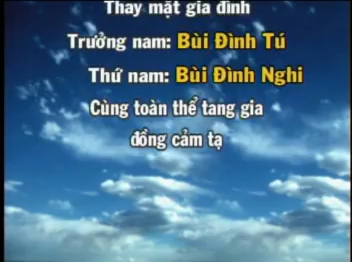 Thay mặt gia đình
Trưởng nam: Bùi Đình Tú
Thứ nam: Bùi Đình Nghi
Cùng toàn thể tang gia
đồng cảm tạ